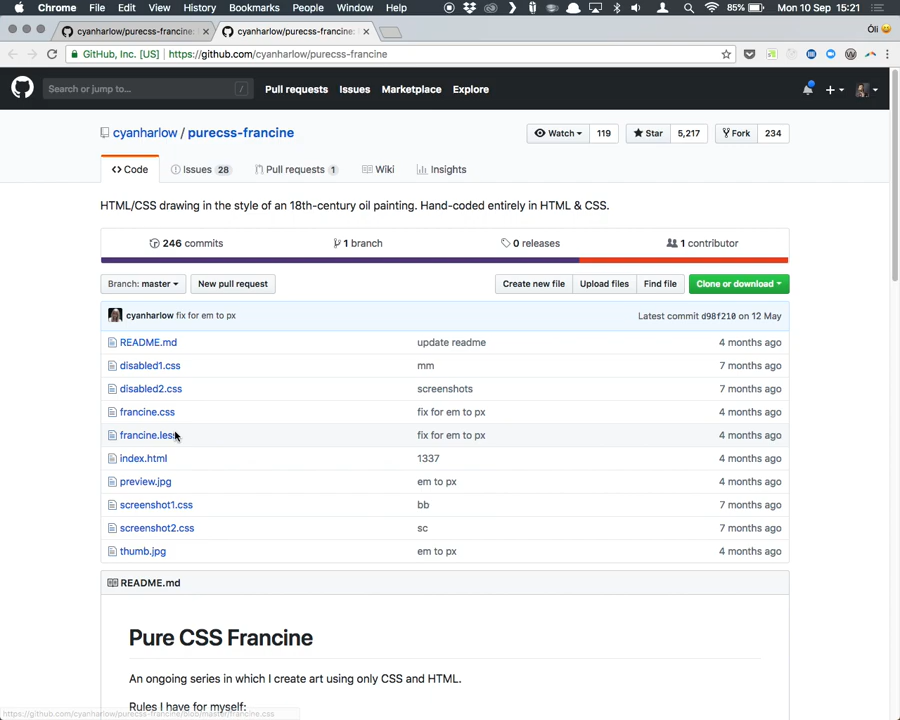 Chrome File Edit View History Bookmarks People Window Help 85% Mon 10 Sep 15:21
cyanharlow/purecss-francine: × cyanharlow/purecss-francine: × Óli
GitHub, Inc. [US] https://github.com/cyanharlow/purecss-francine
Search or jump to... / Pull requests Issues Marketplace Explore
cyanharlow / purecss-francine Watch 119 Star 5,217 Fork 234
Code Issues 28 Pull requests 1 Wiki Insights
HTML/CSS drawing in the style of an 18th-century oil painting. Hand-coded entirely in HTML & CSS.
246 commits 1 branch 0 releases 1 contributor
Branch: master New pull request Create new file Upload files Find file Clone or download
cyanharlow fix for em to px Latest commit d98f210 on 12 May
README.md update readme 4 months ago
disabled1.css mm 7 months ago
disabled2.css screenshots 7 months ago
francine.css fix for em to px 4 months ago
francine.less fix for em to px 4 months ago
index.html 1337 4 months ago
preview.jpg em to px 4 months ago
screenshot1.css bb 7 months ago
screenshot2.css sc 7 months ago
thumb.jpg em to px 4 months ago
README.md
Pure CSS Francine
An ongoing series in which I create art using only CSS and HTML.
Rules I have for myself:
https://github.com/cyanharlow/purecss-francine/blob/master/francine.css